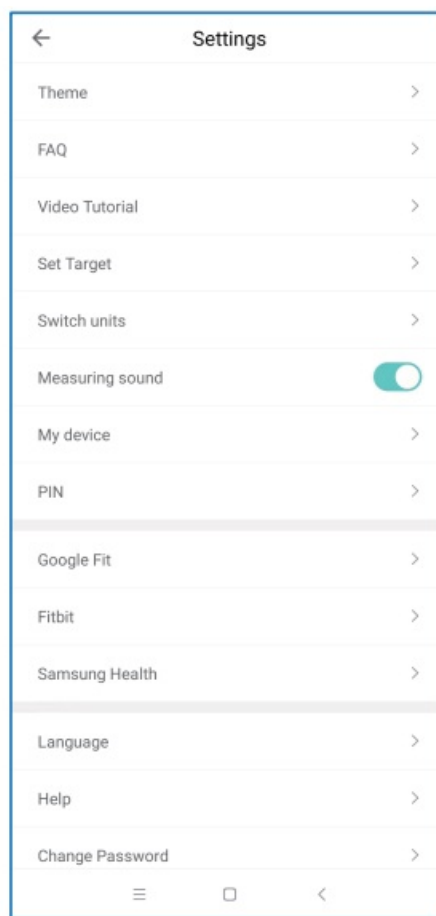 Settings
Theme
FAQ
Video Tutorial
Set Target
Switch units
Measuring sound
My device
PIN
Google Fit
Fitbit
Samsung Health
Language
Help
Change Password